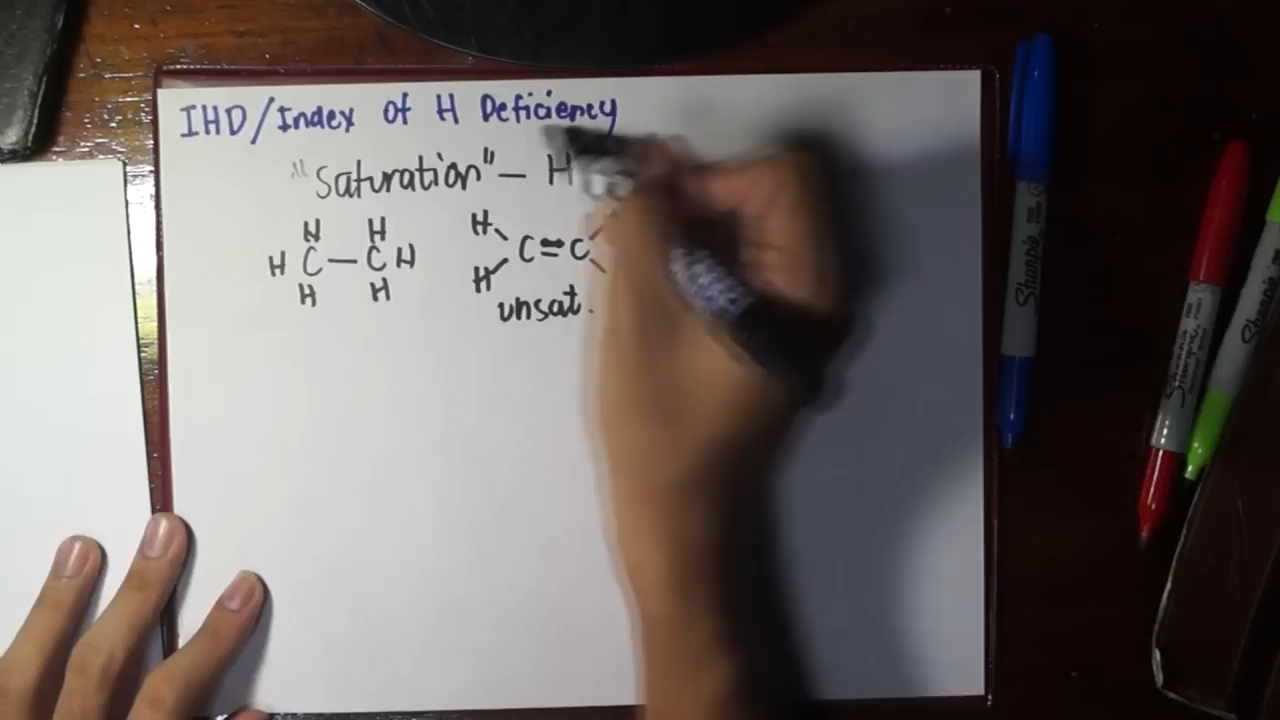 IHD/Index of H Deficiency
"Saturation" – H
H H H
H C – C H C = C
H H H
unsat.
Sharpie
Sharpie
Sharpie